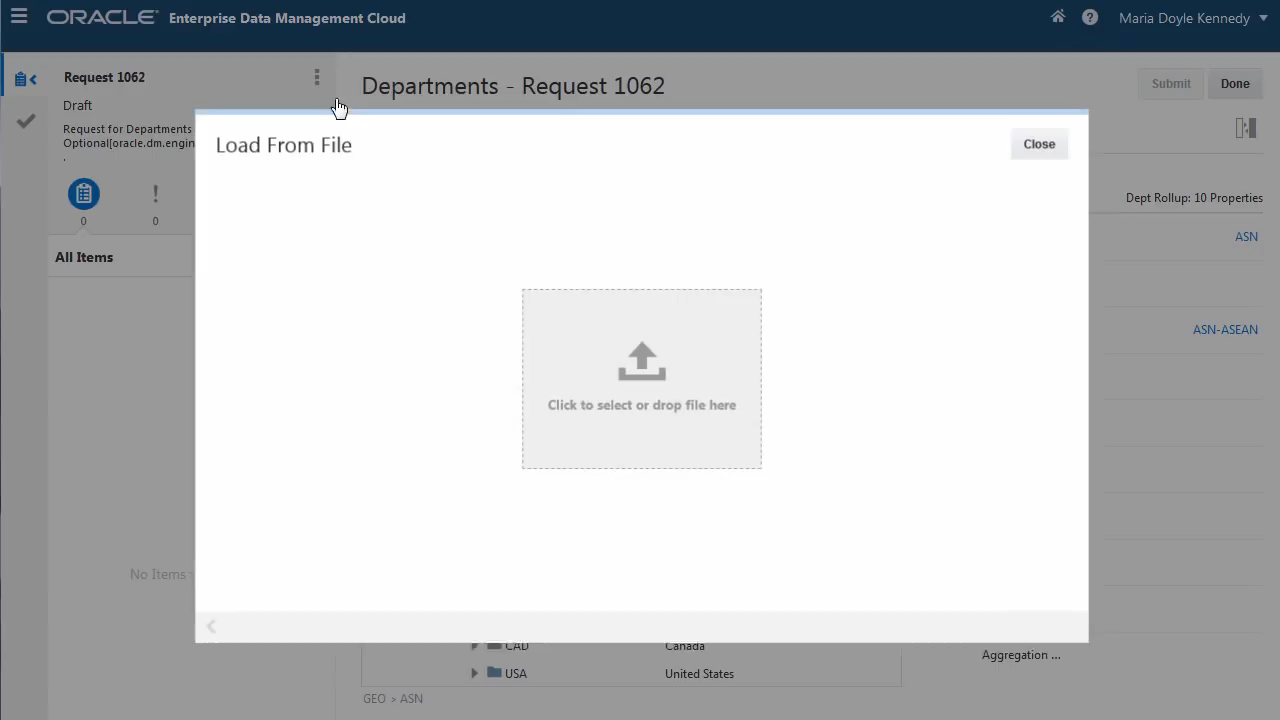 ORACLE Enterprise Data Management Cloud
Maria Doyle Kennedy
Request 1062
Draft
Request for Departments
Optional[oracle.dm.engin
.
0
0
All Items
No Items
Departments - Request 1062
Submit
Done
Load From File
Close
Click to select or drop file here
Dept Rollup: 10 Properties
ASN
ASN-ASEAN
CAD Canada
USA United States
Aggregation ...
GEO > ASN